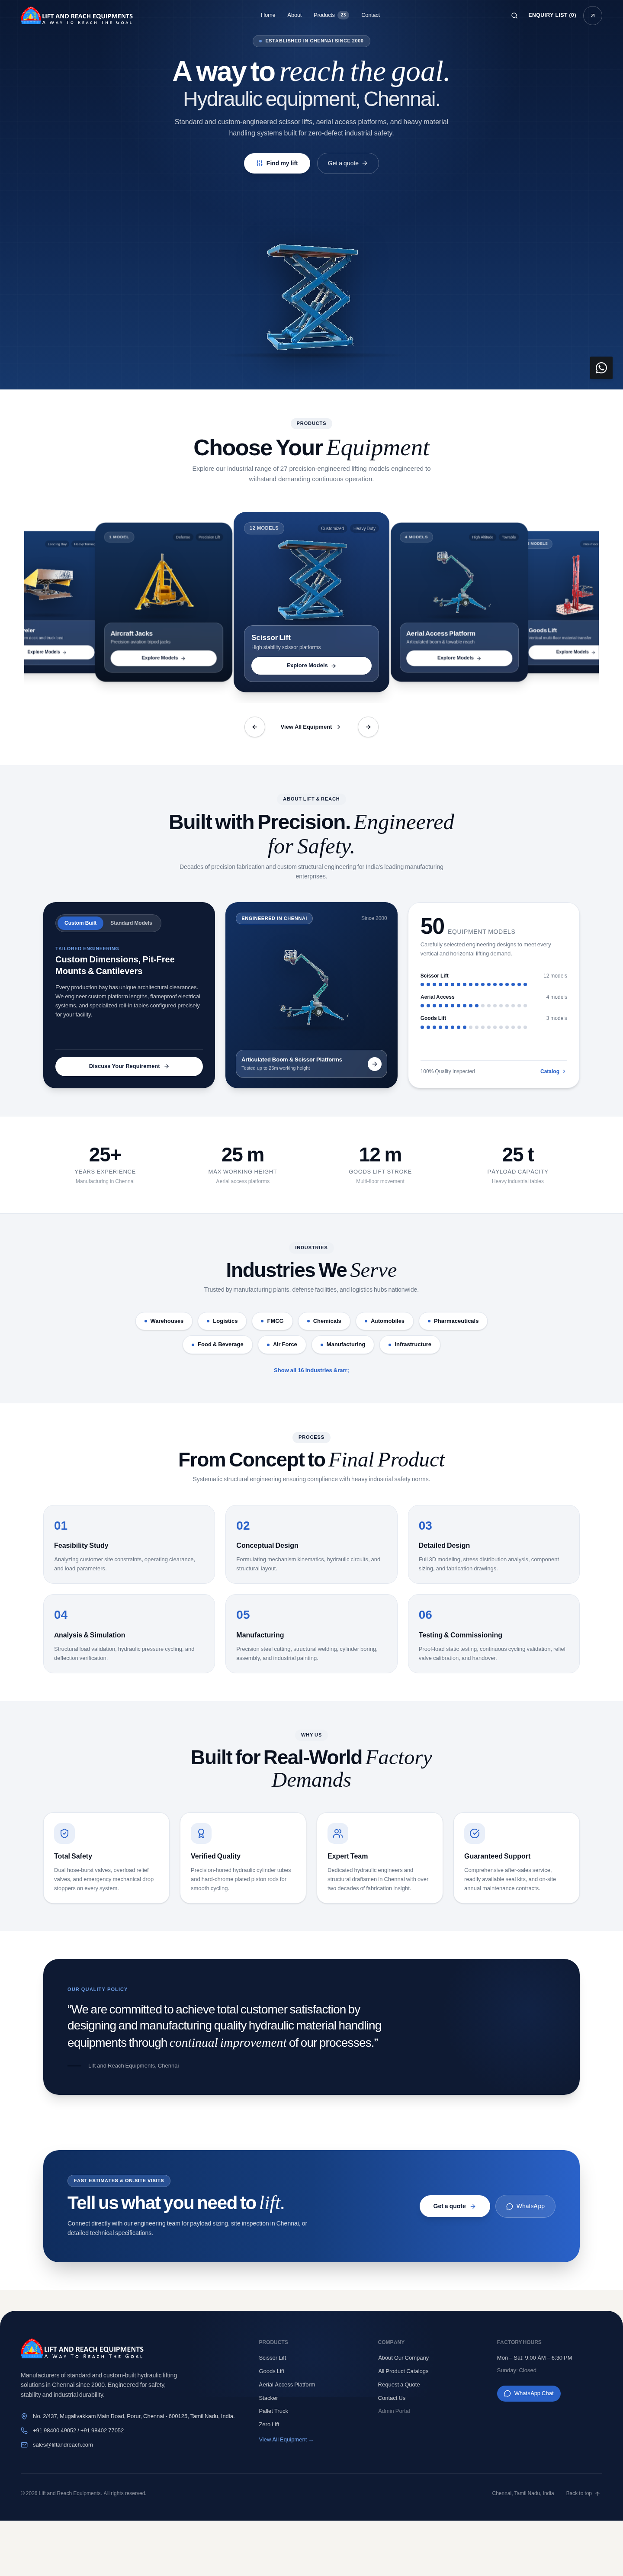 LIFT AND REACH EQUIPMENTS
A Way To Reach The Goal
Home About Products 23 Contact
ENQUIRY LIST (0)
ESTABLISHED IN CHENNAI SINCE 2000
A way to reach the goal.
Hydraulic equipment, Chennai.
Standard and custom-engineered scissor lifts, aerial access platforms, and heavy material
handling systems built for zero-defect industrial safety.
Find my lift
Get a quote
PRODUCTS
Choose Your Equipment
Explore our industrial range of 27 precision-engineered lifting models engineered to
withstand demanding continuous operation.
1 MODEL
Precision Lift
Aircraft Jacks
Precision aviation tripod jacks
Explore Models
12 MODELS
Customized
Heavy Duty
Scissor Lift
High stability scissor platforms
Explore Models
4 MODELS
High Altitude
Towable
Aerial Access Platform
Articulated boom & towable reach
Explore Models
MODELS
Goods Lift
Vertical multi-floor material transfer
Explore Models
Explore Models
View All Equipment
ABOUT LIFT & REACH
Built with Precision. Engineered
for Safety.
Decades of precision fabrication and custom structural engineering for India's leading manufacturing
enterprises.
Custom Built
Standard Models
TAILORED ENGINEERING
Custom Dimensions, Pit-Free
Mounts & Cantilevers
Every production bay has unique architectural clearances.
We engineer custom platform lengths, flameproof electrical
systems, and specialized roll-in tables configured precisely
for your facility.
Discuss Your Requirement
ENGINEERED IN CHENNAI
Since 2000
Articulated Boom & Scissor Platforms
Tested up to 25m working height
50 EQUIPMENT MODELS
Carefully selected engineering designs to meet every
vertical and horizontal lifting demand.
Scissor Lift 12 models
Aerial Access 4 models
Goods Lift 3 models
100% Quality Inspected
Catalog
25+
YEARS EXPERIENCE
Manufacturing in Chennai
25 m
MAX WORKING HEIGHT
Aerial access platforms
12 m
GOODS LIFT STROKE
Multi-floor movement
25 t
PAYLOAD CAPACITY
Heavy industrial tables
INDUSTRIES
Industries We Serve
Trusted by manufacturing plants, defense facilities, and logistics hubs nationwide.
Warehouses Logistics FMCG Chemicals Automobiles Pharmaceuticals
Food & Beverage Air Force Manufacturing Infrastructure
Show all 16 industries &rarr;
PROCESS
From Concept to Final Product
Systematic structural engineering ensuring compliance with heavy industrial safety norms.
01
Feasibility Study
Analyzing customer site constraints, operating clearance,
and load parameters.
02
Conceptual Design
Formulating mechanism kinematics, hydraulic circuits, and
structural layout.
03
Detailed Design
Full 3D modeling, stress distribution analysis, component
sizing, and fabrication drawings.
04
Analysis & Simulation
Structural load validation, hydraulic pressure cycling, and
deflection verification.
05
Manufacturing
Precision steel cutting, structural welding, cylinder boring,
assembly, and industrial painting.
06
Testing & Commissioning
Proof-load static testing, continuous cycling validation, relief
valve calibration, and handover.
WHY US
Built for Real-World Factory
Demands
Total Safety
Dual hose-burst valves, overload relief
valves, and emergency mechanical drop
stoppers on every system.
Verified Quality
Precision-honed hydraulic cylinder tubes
and hard-chrome plated piston rods for
smooth cycling.
Expert Team
Dedicated hydraulic engineers and
structural draftsmen in Chennai with over
two decades of fabrication insight.
Guaranteed Support
Comprehensive after-sales service,
readily available seal kits, and on-site
annual maintenance contracts.
OUR QUALITY POLICY
“We are committed to achieve total customer satisfaction by
designing and manufacturing quality hydraulic material handling
equipments through continual improvement of our processes.”
Lift and Reach Equipments, Chennai
FAST ESTIMATES & ON-SITE VISITS
Tell us what you need to lift.
Connect directly with our engineering team for payload sizing, site inspection in Chennai, or
detailed technical specifications.
Get a quote
WhatsApp
LIFT AND REACH EQUIPMENTS
A Way To Reach The Goal
Manufacturers of standard and custom-built hydraulic lifting
solutions in Chennai since 2000. Engineered for safety,
stability and industrial durability.
No. 2/437, Mugalivakkam Main Road, Porur, Chennai - 600125, Tamil Nadu, India.
+91 98400 49052 / +91 98402 77052
sales@liftandreach.com
PRODUCTS
Scissor Lift
Goods Lift
Aerial Access Platform
Stacker
Pallet Truck
Zero Lift
View All Equipment →
COMPANY
About Our Company
All Product Catalogs
Request a Quote
Contact Us
Admin Portal
FACTORY HOURS
Mon – Sat: 9:00 AM – 6:30 PM
Sunday: Closed
WhatsApp Chat
© 2026 Lift and Reach Equipments. All rights reserved.
Chennai, Tamil Nadu, India
Back to top